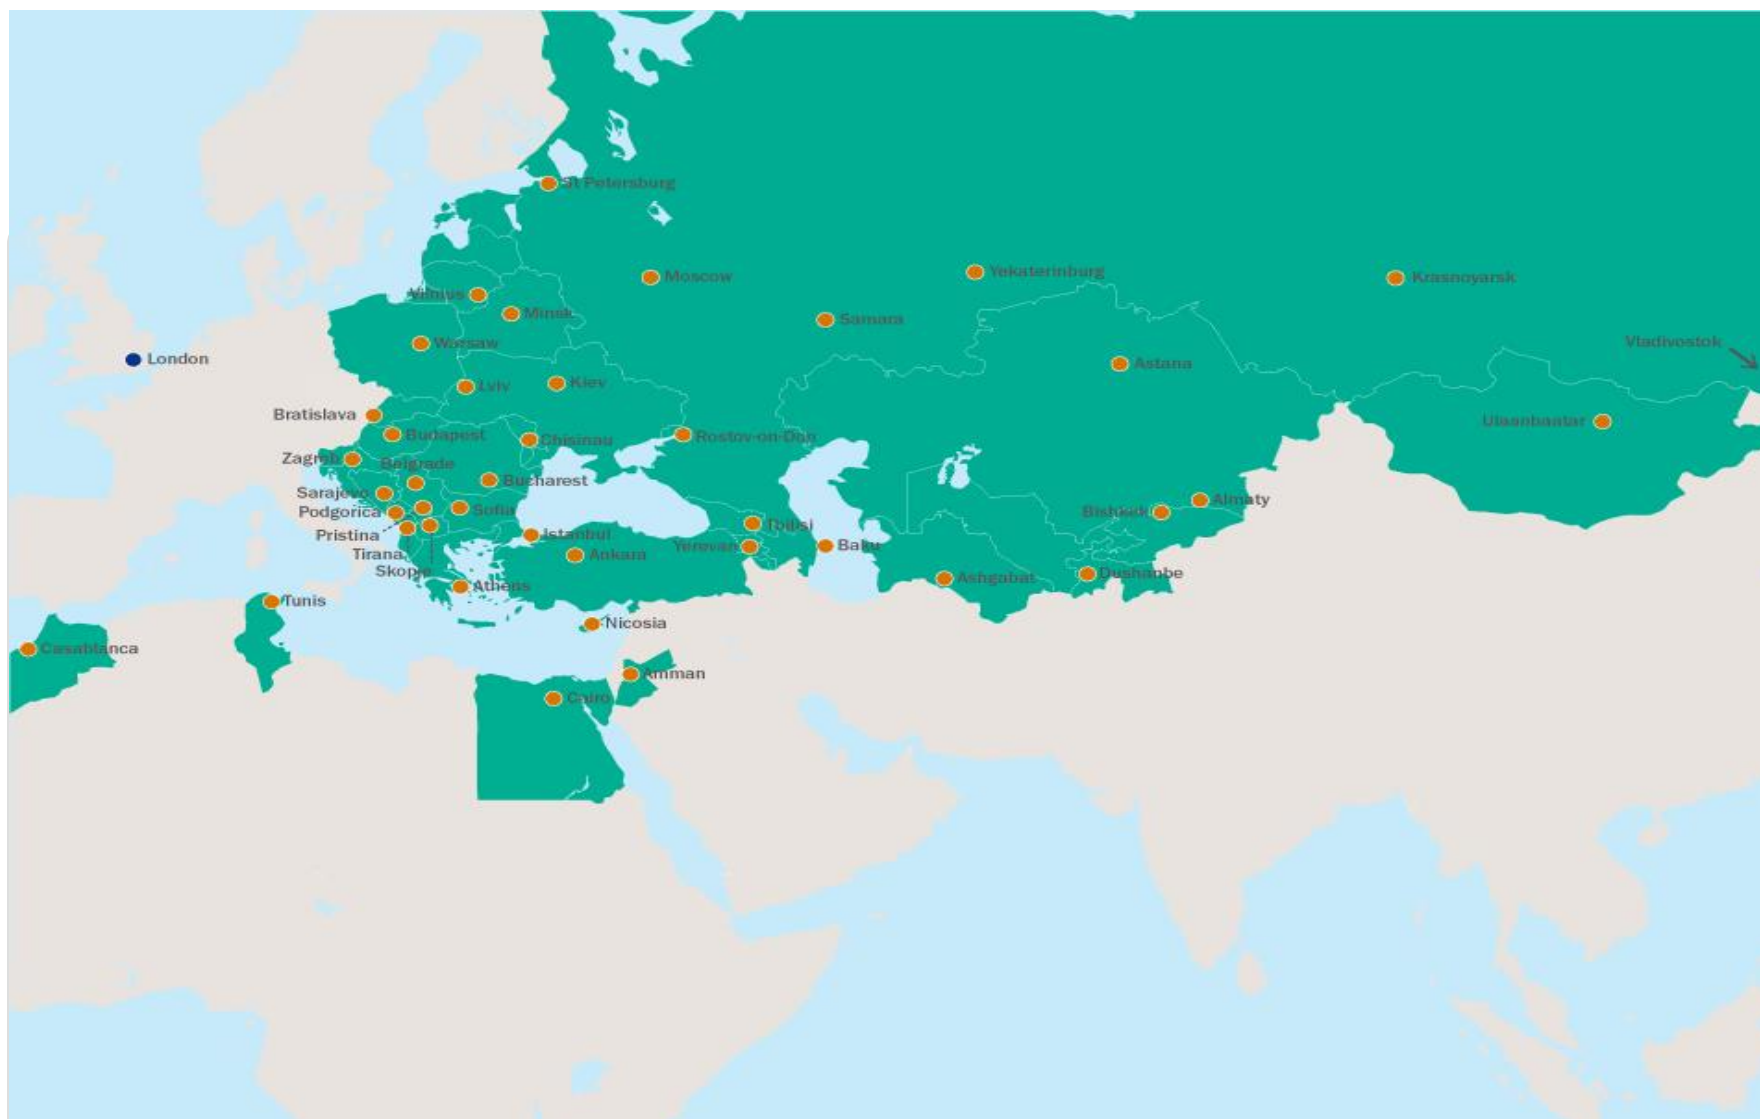 St Petersburg
Moscow
Yekaterinburg
Krasnoyarsk
Vilnius
Minsk
Samara
Vladivostok
London
Warsaw
Astana
Lviv
Kiev
Bratislava
Ulaanbaatar
Budapest
Chisinau
Rostov-on-Don
Zagreb
Belgrade
Bucharest
Sarajevo
Almaty
Podgorica
Sofia
Bishkek
Tbilisi
Pristina
Istanbul
Yerevan
Baku
Tirana
Ankara
Skopje
Dushanbe
Ashgabat
Athens
Tunis
Nicosia
Casablanca
Amman
Cairo